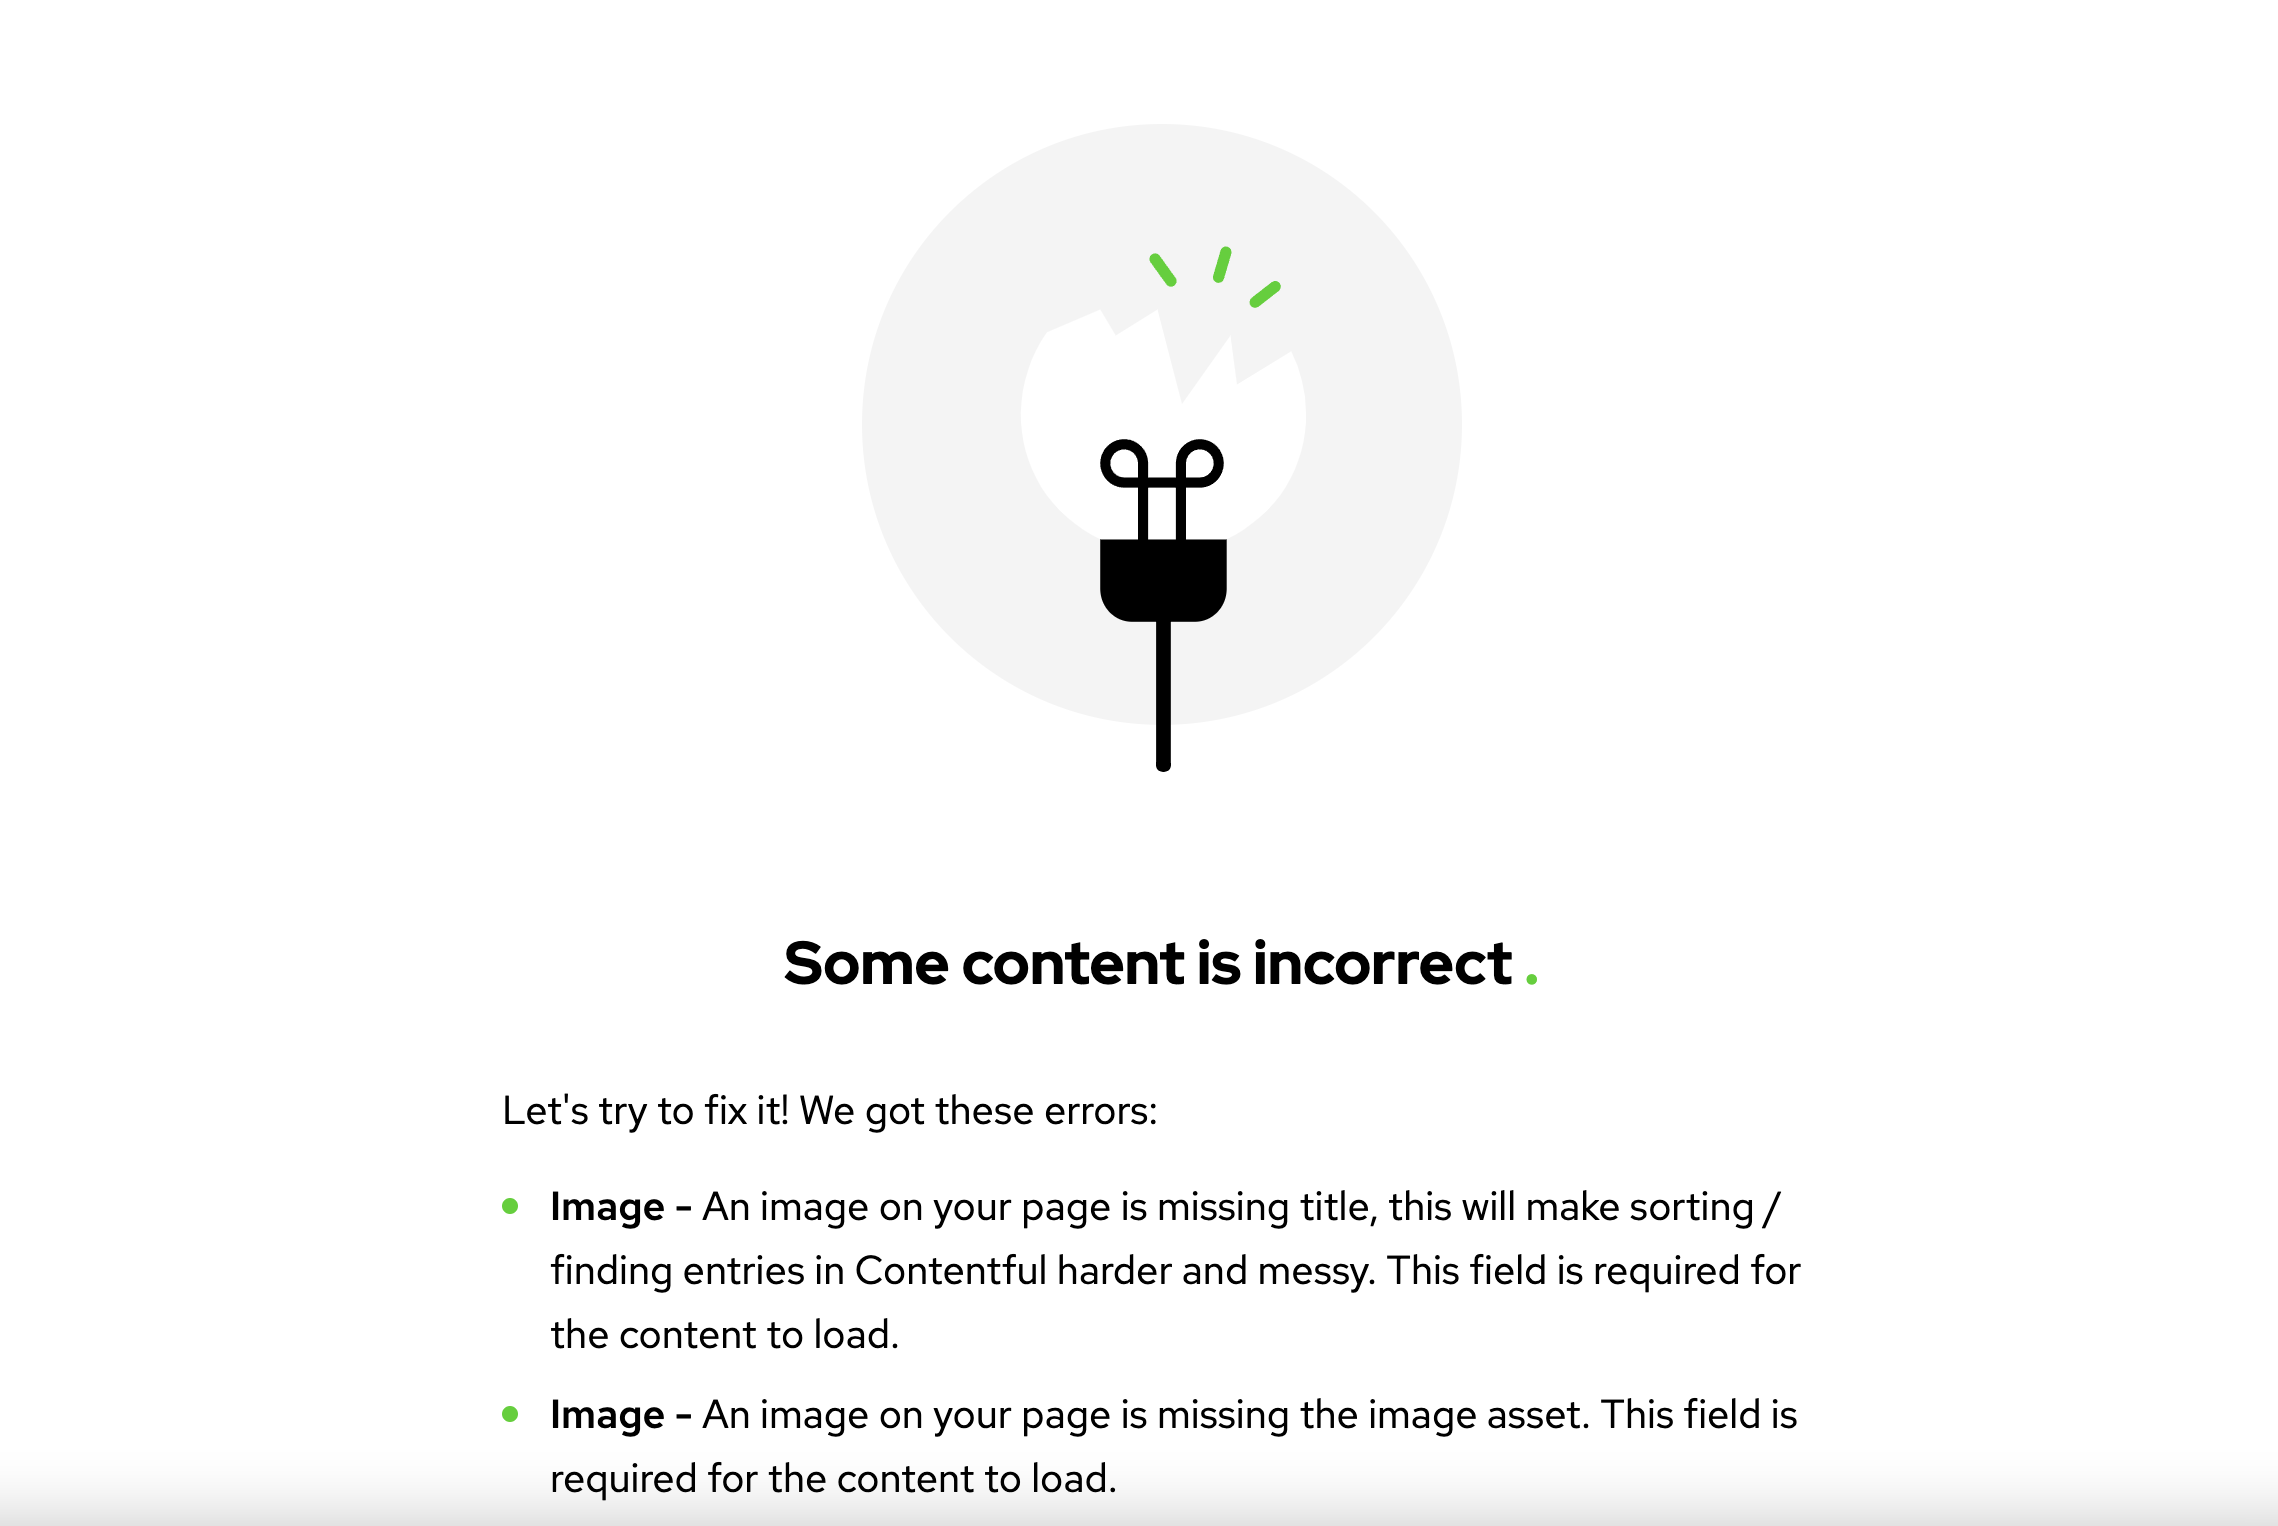 Some content is incorrect .
Let's try to fix it! We got these errors:
Image - An image on your page is missing title, this will make sorting /
finding entries in Contentful harder and messy. This field is required for
the content to load.
Image - An image on your page is missing the image asset. This field is
required for the content to load.